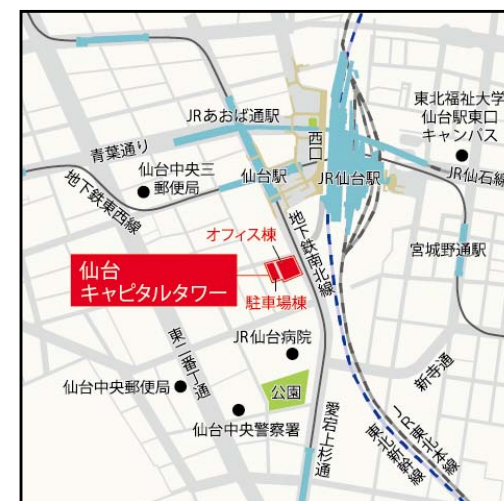 東北福祉大学
仙台駅東口
キャンパス
JRあおば通駅
西口
青葉通り
仙台中央三
郵便局
仙台駅
JR仙台駅
JR仙石線
地下鉄東西線
地下鉄南北線
宮城野通駅
オフィス棟
仙台
キャピタルタワー
駐車場棟
東二番丁通
JR仙台病院
新寺通
公園
仙台中央郵便局
仙台中央警察署
愛宕上杉通
JR東北本線
東北新幹線